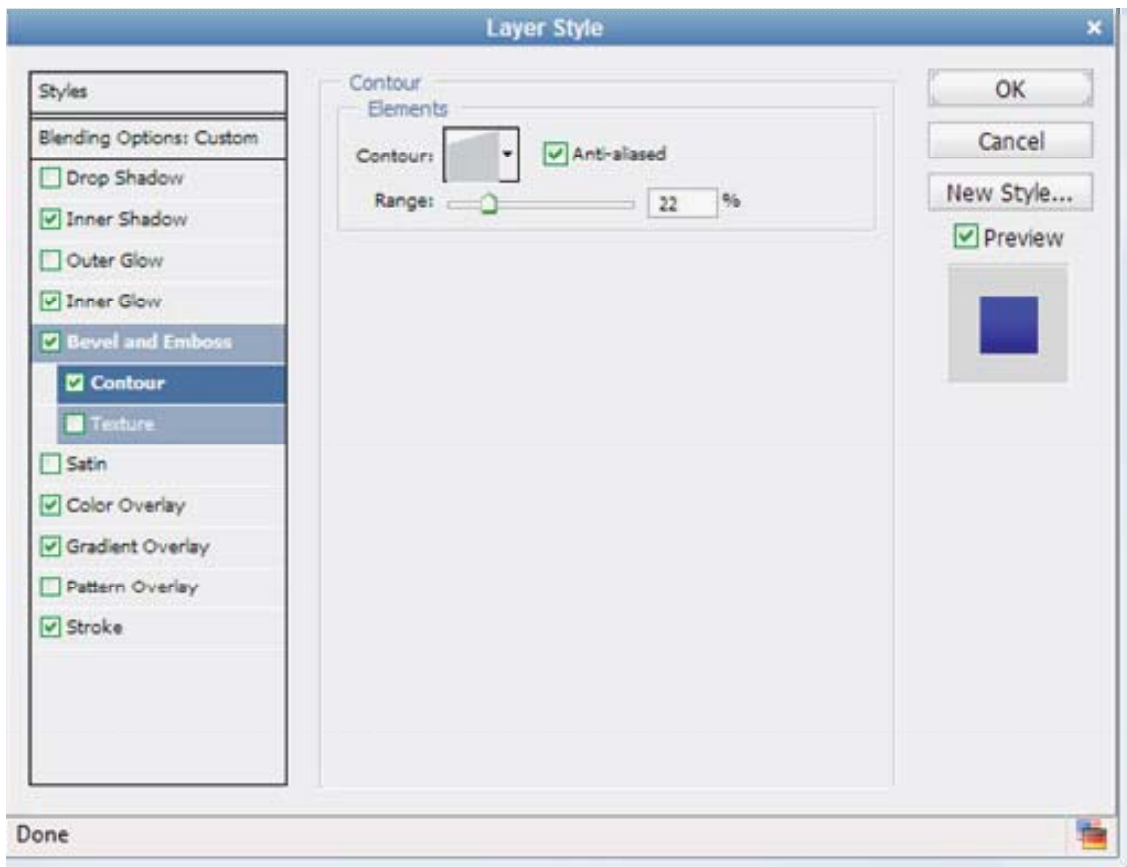 Layer Style
Styles
Blending Options: Custom
Drop Shadow
Inner Shadow
Outer Glow
Inner Glow
Bevel and Emboss
Contour
Texture
Satin
Color Overlay
Gradient Overlay
Pattern Overlay
Stroke
Contour
Elements
Contour:
Anti-aliased
Range:
22 %
OK
Cancel
New Style...
Preview
Done